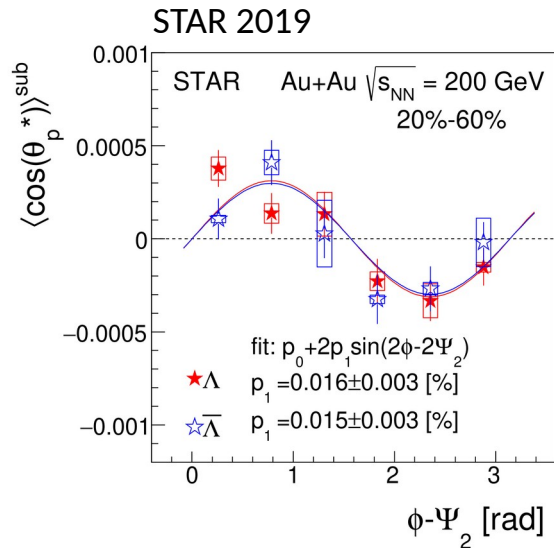 STAR 2019
STAR Au+Au √sNN = 200 GeV
20%-60%
⟨cos(θp*)⟩sub
0.001
0.0005
0
−0.0005
−0.001
fit: p0+2p1sin(2ϕ-2Ψ2)
★Λ p1=0.016±0.003 [%]
☆Λ̅ p1=0.015±0.003 [%]
0 1 2 3
ϕ-Ψ2 [rad]